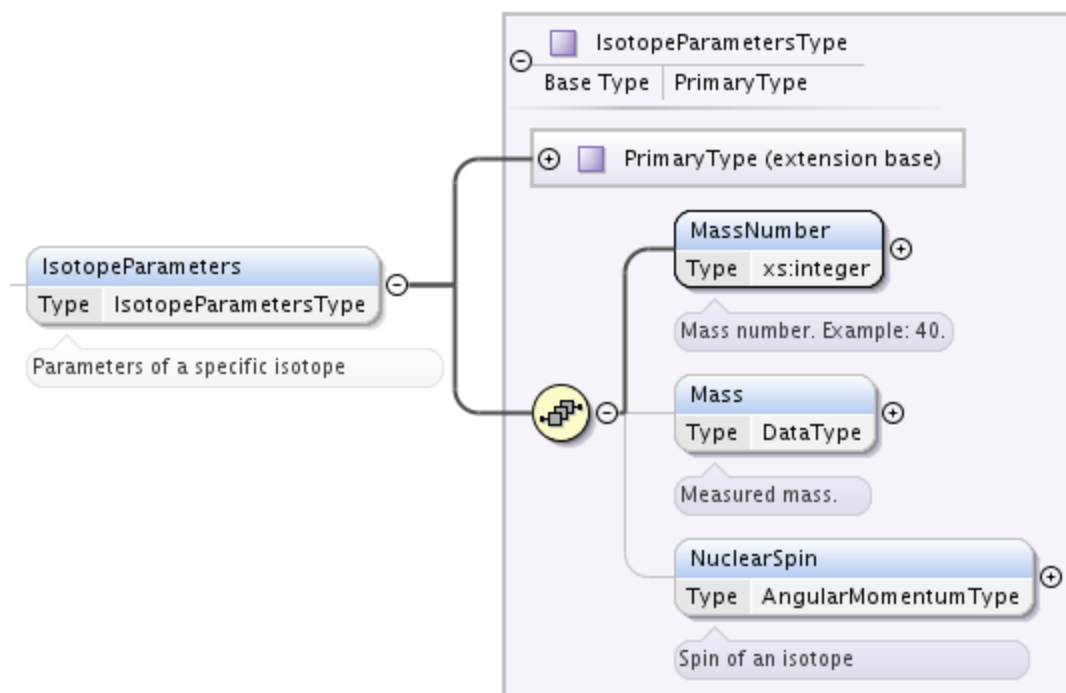 IsotopeParametersType
Base Type PrimaryType
PrimaryType (extension base)
MassNumber
Type xs:integer
Mass number. Example: 40.
IsotopeParameters
Type IsotopeParametersType
Parameters of a specific isotope
Mass
Type DataType
Measured mass.
NuclearSpin
Type AngularMomentumType
Spin of an isotope